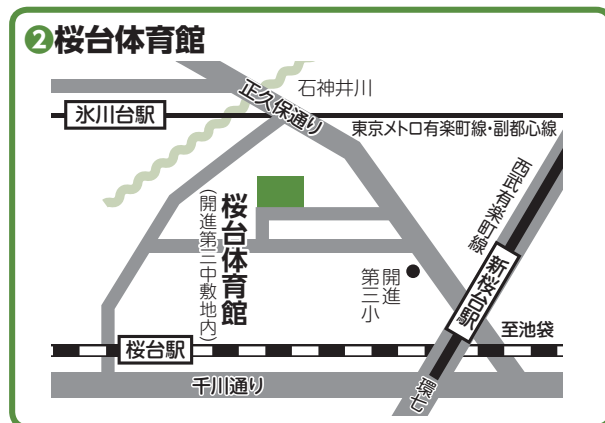 ❷桜台体育館
石神井川
正久保通り
氷川台駅
東京メトロ有楽町線・副都心線
西武有楽町線
桜台体育館
(開進第三中敷地内)
開進
第三小
新桜台駅
至池袋
桜台駅
千川通り
環七